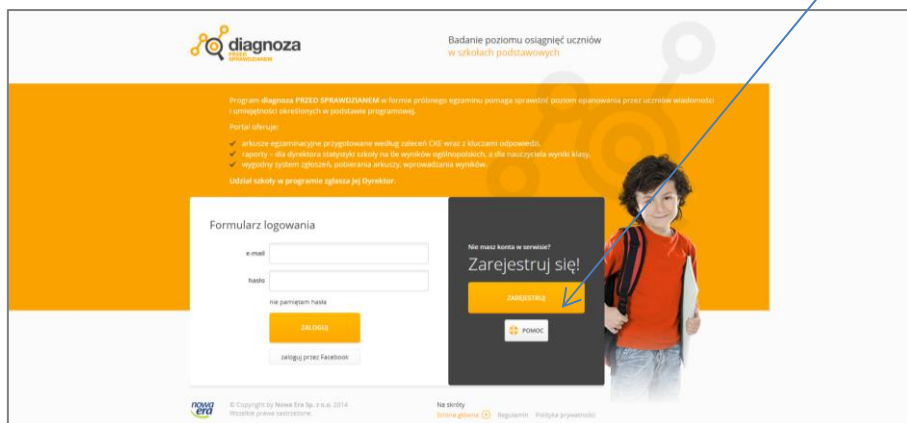 diagnoza
PRZED
SPRAWDZIANEM
Badanie poziomu osiągnięć uczniów
w szkołach podstawowych
Program diagnoza PRZED SPRAWDZIANEM w formie próbnego egzaminu pomaga sprawdzić poziom opanowania przez uczniów wiadomości
i umiejętności określonych w podstawie programowej.
Portal oferuje:
arkusze egzaminacyjne przygotowane według zaleceń CKE wraz z kluczami odpowiedzi,
raporty – dla dyrektora statystyki szkoły na tle wyników ogólnopolskich, a dla nauczyciela wyniki klasy,
wygodny system zgłoszeń, pobierania arkuszy, wprowadzania wyników.
Udział szkoły w programie zgłasza jej Dyrektor.
Formularz logowania
e-mail
hasło
nie pamiętam hasła
ZALOGUJ
zaloguj przez Facebook
Nie masz konta w serwisie?
Zarejestruj się!
ZAREJESTRUJ
POMOC
nowa
era
© Copyright by Nowa Era Sp. z o.o. 2014
Wszelkie prawa zastrzeżone.
Na skróty
Strona główna Regulamin Polityka prywatności